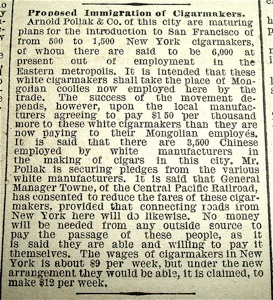 Proposed Immigration of Cigarmakers.
Arnold Pollak & Co. of this city are maturing
plans for the introduction to San Francisco of
from 500 to 1,500 New York cigarmakers,
of whom there are said to be 6,000 at
present out of employment in the
Eastern metropolis. It is intended that these
white cigarmakers shall take the place of Mon-
golian coolies now employed here by the
trade. The success of the movement de-
pends, however, upon the local manufac-
turers agreeing to pay $1 50 per thousand
more to these white cigarmakers than they are
now paying to their Mongolian employés.
It is said that there are 3,500 Chinese
employed by white manufacturers in
the making of cigars in this city. Mr.
Pollak is securing pledges from the various
white manufacturers. It is said that General
Manager Towne, of the Central Pacific Railroad,
has consented to reduce the fares of these cigar-
makers, provided that connecting roads from
New York here will do likewise. No money
will be needed from any outside source to
pay the passage of these people, as it
is said they are able and willing to pay it
themselves. The wages of cigarmakers in New
York is about $9 per week, but under the new
arrangement they would be able, it is claimed, to
make $12 per week.